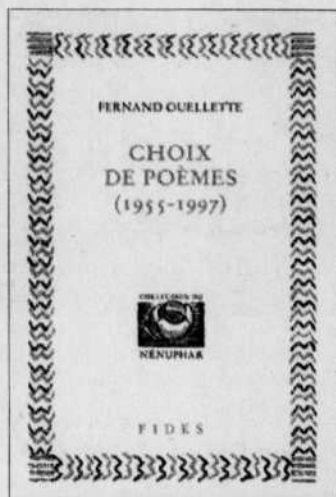 FERNAND OUELLETTE
CHOIX
DE POÈMES
(1955-1997)
COLLECTION DU
NÉNUPHAR
FIDES